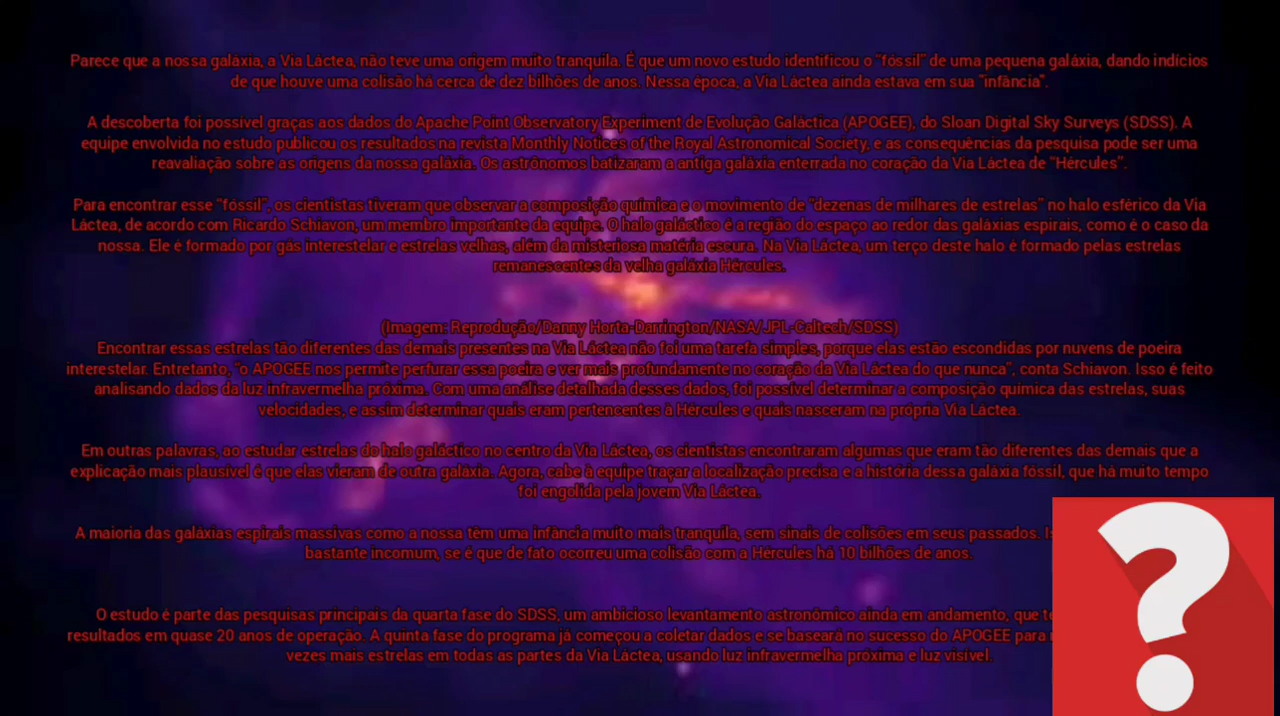 Parece que a nossa galáxia, a Via Láctea, não teve uma origem muito tranquila. É que um novo estudo identificou o "fóssil" de uma pequena galáxia, dando indícios
de que houve uma colisão há cerca de dez bilhões de anos. Nessa época, a Via Láctea ainda estava em sua "infância".
A descoberta foi possível graças aos dados do Apache Point Observatory Experiment de Evolução Galáctica (APOGEE), do Sloan Digital Sky Surveys (SDSS). A
equipe envolvida no estudo publicou os resultados na revista Monthly Notices of the Royal Astronomical Society, e as consequências da pesquisa pode ser uma
reavaliação sobre as origens da nossa galáxia. Os astrônomos batizaram a antiga galáxia enterrada no coração da Via Láctea de "Hércules".
Para encontrar esse "fóssil", os cientistas tiveram que observar a composição química e o movimento de "dezenas de milhares de estrelas" no halo esférico da Via
Láctea, de acordo com Ricardo Schiavon, um membro importante da equipe. O halo galáctico é a região do espaço ao redor das galáxias espirais, como é o caso da
nossa. Ele é formado por gás interestelar e estrelas velhas, além da misteriosa matéria escura. Na Via Láctea, um terço deste halo é formado pelas estrelas
remanescentes da velha galáxia Hércules.
(Imagem: Reprodução/Danny Horta-Darrington/NASA/JPL-Caltech/SDSS)
Encontrar essas estrelas tão diferentes das demais presentes na Via Láctea não foi uma tarefa simples, porque elas estão escondidas por nuvens de poeira
interestelar. Entretanto, "o APOGEE nos permite perfurar essa poeira e ver mais profundamente no coração da Via Láctea do que nunca", conta Schiavon. Isso é feito
analisando dados da luz infravermelha próxima. Com uma análise detalhada desses dados, foi possível determinar a composição química das estrelas, suas
velocidades, e assim determinar quais eram pertencentes à Hércules e quais nasceram na própria Via Láctea.
Em outras palavras, ao estudar estrelas do halo galáctico no centro da Via Láctea, os cientistas encontraram algumas que eram tão diferentes das demais que a
explicação mais plausível é que elas vieram de outra galáxia. Agora, cabe à equipe traçar a localização precisa e a história dessa galáxia fóssil, que há muito tempo
foi engolida pela jovem Via Láctea.
A maioria das galáxias espirais massivas como a nossa têm uma infância muito mais tranquila, sem sinais de colisões em seus passados.
bastante incomum, se é que de fato ocorreu uma colisão com a Hércules há 10 bilhões de anos.
O estudo é parte das pesquisas principais da quarta fase do SDSS, um ambicioso levantamento astronômico ainda em andamento, que
resultados em quase 20 anos de operação. A quinta fase do programa já começou a coletar dados e se baseará no sucesso do APOGEE para
vezes mais estrelas em todas as partes da Via Láctea, usando luz infravermelha próxima e luz visível.
?